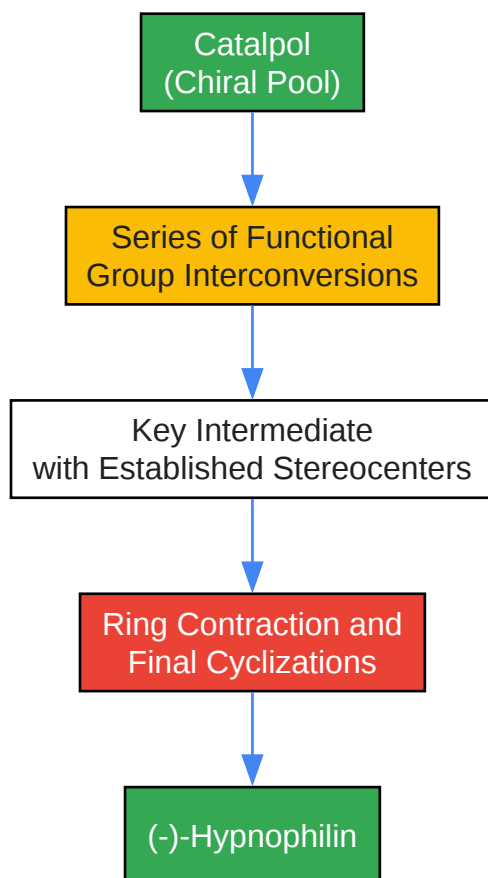 Catalpol
(Chiral Pool)
Series of Functional
Group Interconversions
Key Intermediate
with Established Stereocenters
Ring Contraction and
Final Cyclizations
(-)-Hypnophilin